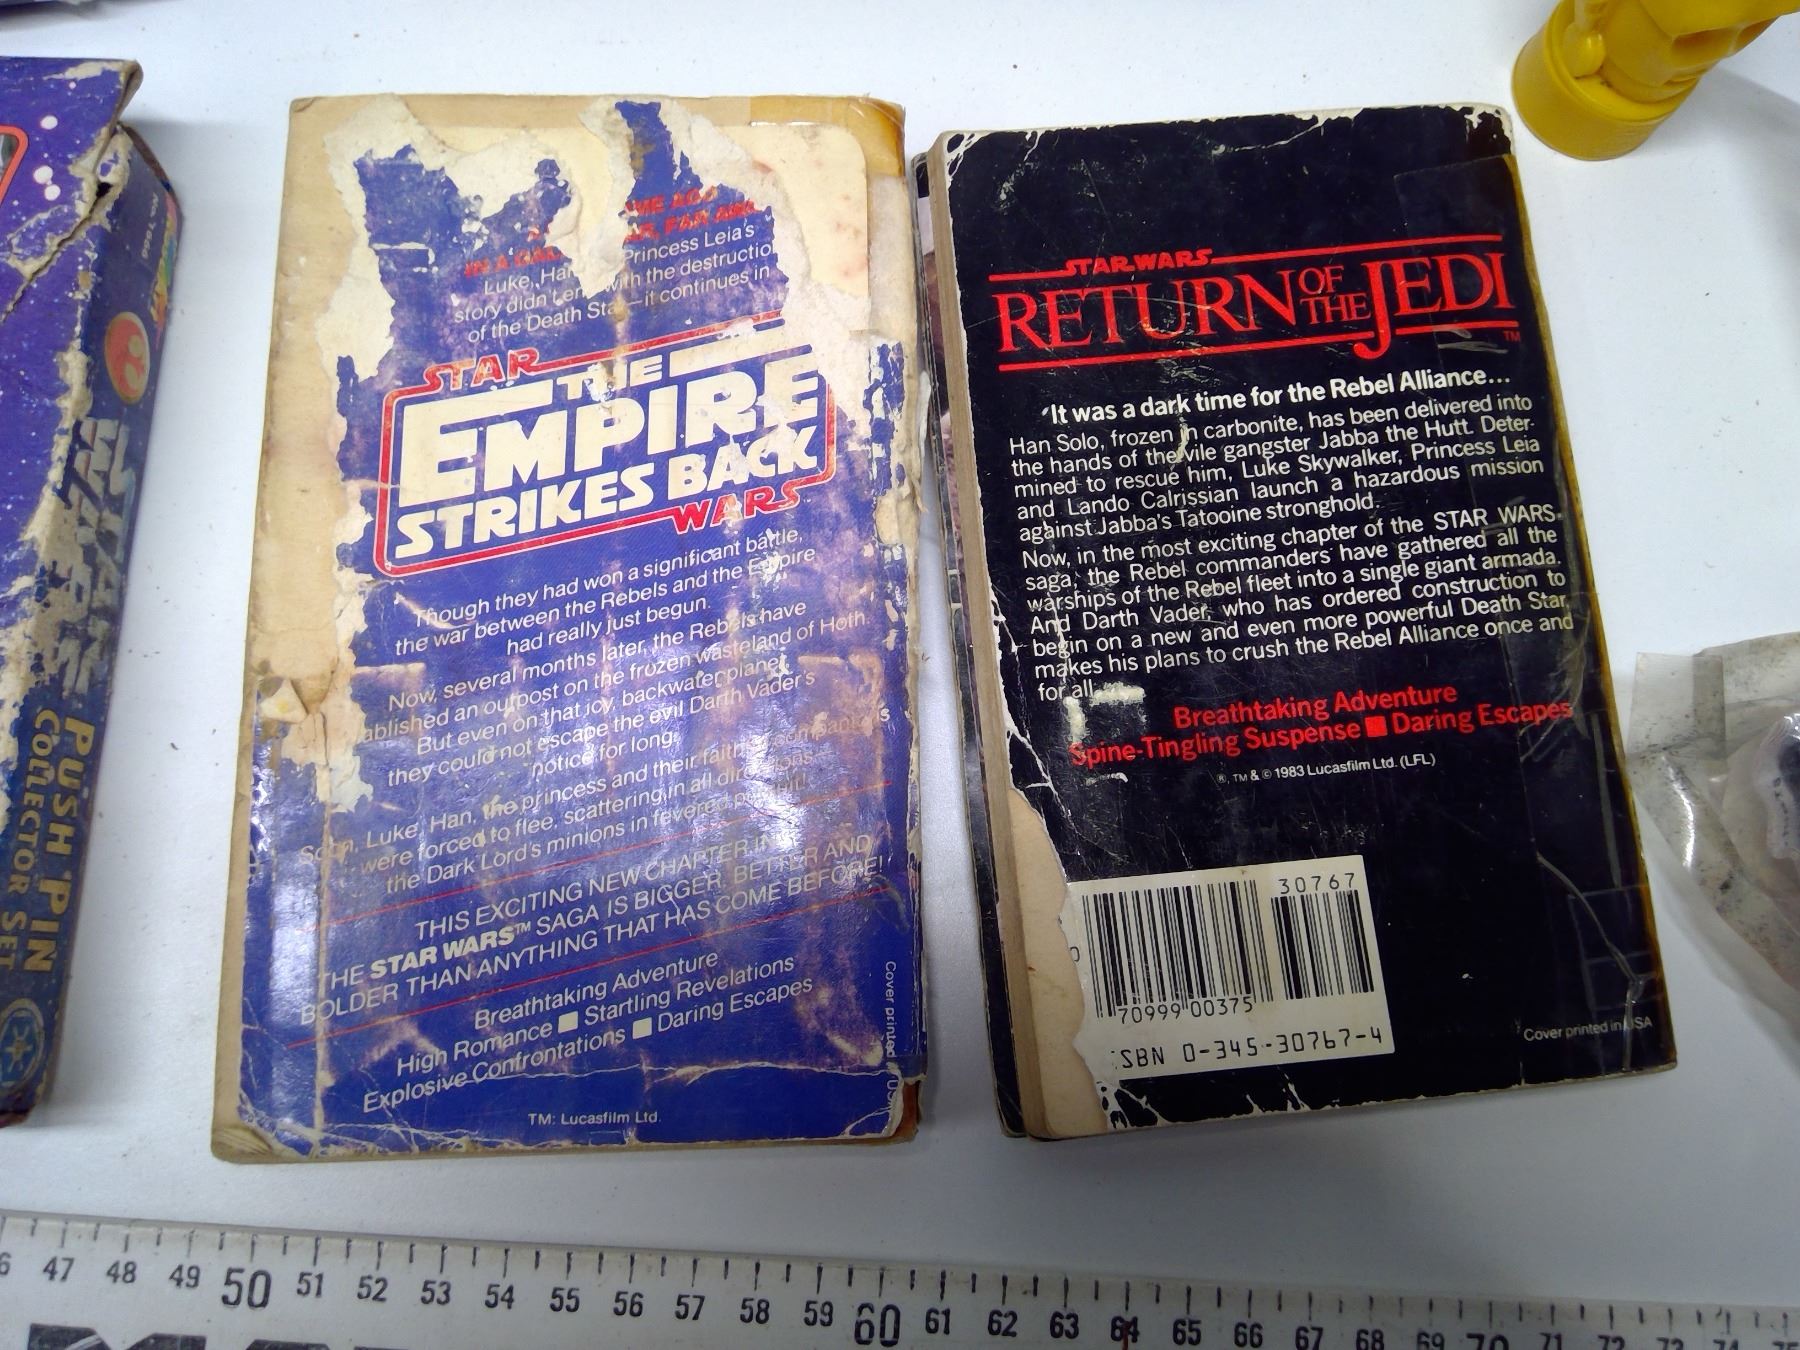 PUSH PIN
COLLECTOR SET
IN A
Luke, Princess Leia's
story didn't with the destruction
of the Death it continues in
STAR
THE
EMPIRE
STRIKES BACK
WARS
Though they had won a significant battle,
the war between the Rebels and the Empire
had really just begun.
Now, several months later, the Rebels have
an outpost on the frozen wasteland of Hoth.
But even on that icy, backwater planet,
they could not escape the evil Darth Vader's
notice for long.
Soon, Luke, Han, the princess and their
were forced to flee, scattering in all directions
the Dark Lord's minions in fevered
THIS EXCITING NEW CHAPTER IN
THE STAR WARS™ SAGA IS BIGGER, BETTER AND
BOLDER THAN ANYTHING THAT HAS COME BEFORE!
Breathtaking Adventure
High Romance ■ Startling Revelations
Explosive Confrontations ■ Daring Escapes
TM: Lucasfilm Ltd.
Cover printed
STAR WARS
RETURN OF THE JEDI™
It was a dark time for the Rebel Alliance...
Han Solo, frozen in carbonite, has been delivered into
the hands of the vile gangster Jabba the Hutt. Deter-
mined to rescue him, Luke Skywalker, Princess Leia
and Lando Calrissian launch a hazardous mission
against Jabba's Tatooine stronghold.
Now, in the most exciting chapter of the STAR WARS
saga, the Rebel commanders have gathered all the
warships of the Rebel fleet into a single giant armada.
And Darth Vader, who has ordered construction to
begin on a new and even more powerful Death Star,
makes his plans to crush the Rebel Alliance once and
for all.
Breathtaking Adventure
Spine-Tingling Suspense ■ Daring Escapes
®, TM & © 1983 Lucasfilm Ltd. (LFL)
30767
0
70999 00375
ISBN 0-345-30767-4
Cover printed in USA
47 48 49 50 51 52 53 54 55 56 57 58 59 60 61 62 63 64 65 66 67 68 69 70 71 72 73 74